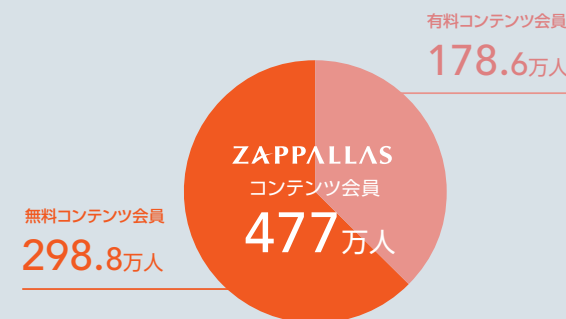 有料コンテンツ会員
178.6万人
ZAPPALLAS
コンテンツ会員
477万人
無料コンテンツ会員
298.8万人